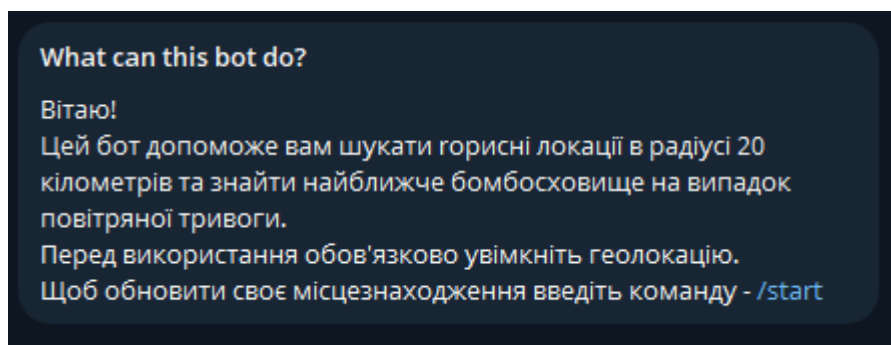 What can this bot do?
Вітаю!
Цей бот допоможе вам шукати горисні локації в радіусі 20
кілометрів та знайти найближче бомбосховище на випадок
повітряної тривоги.
Перед використання обов'язково увімкніть геолокацію.
Щоб обновити своє місцезнаходження введіть команду - /start